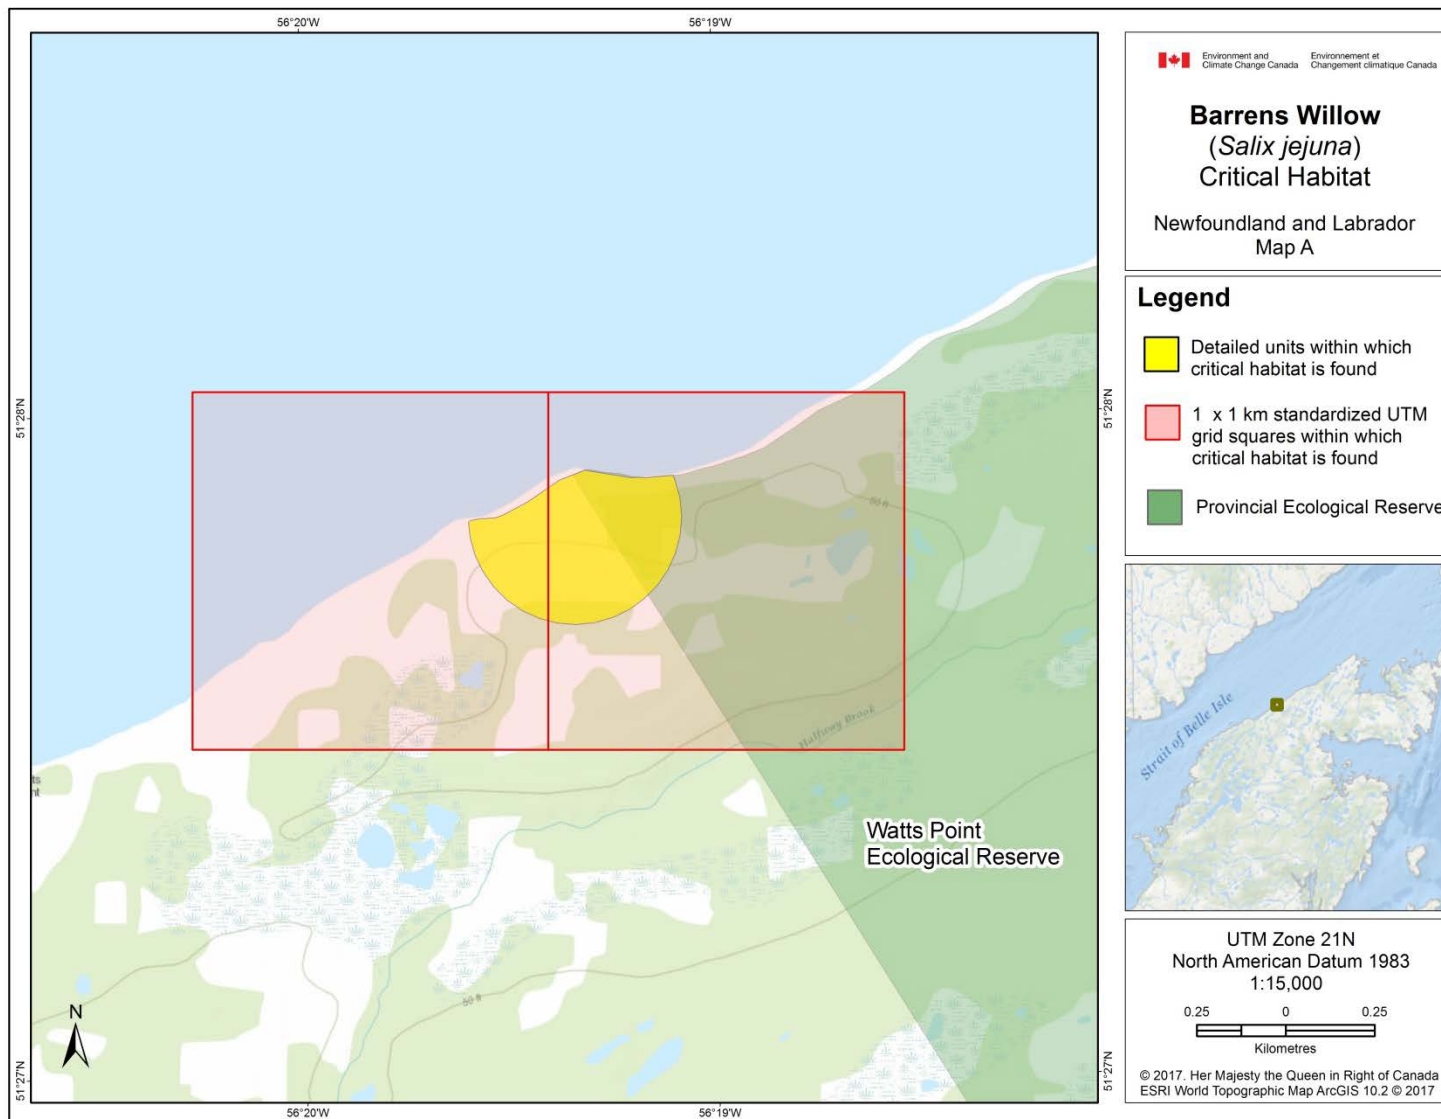 56°20'W
56°19'W
51°28'N
51°28'N
50 ft
Halfway Brook
Watts Point
Ecological Reserve
50 ft
N
51°27'N
51°27'N
56°20'W
56°19'W
Environment and
Climate Change Canada
Environnement et
Changement climatique Canada
Barrens Willow
(Salix jejuna)
Critical Habitat
Newfoundland and Labrador
Map A
Legend
Detailed units within which
critical habitat is found
1 x 1 km standardized UTM
grid squares within which
critical habitat is found
Provincial Ecological Reserve
Strait of Belle Isle
UTM Zone 21N
North American Datum 1983
1:15,000
0.25 0 0.25
Kilometres
© 2017. Her Majesty the Queen in Right of Canada
ESRI World Topographic Map ArcGIS 10.2 © 2017